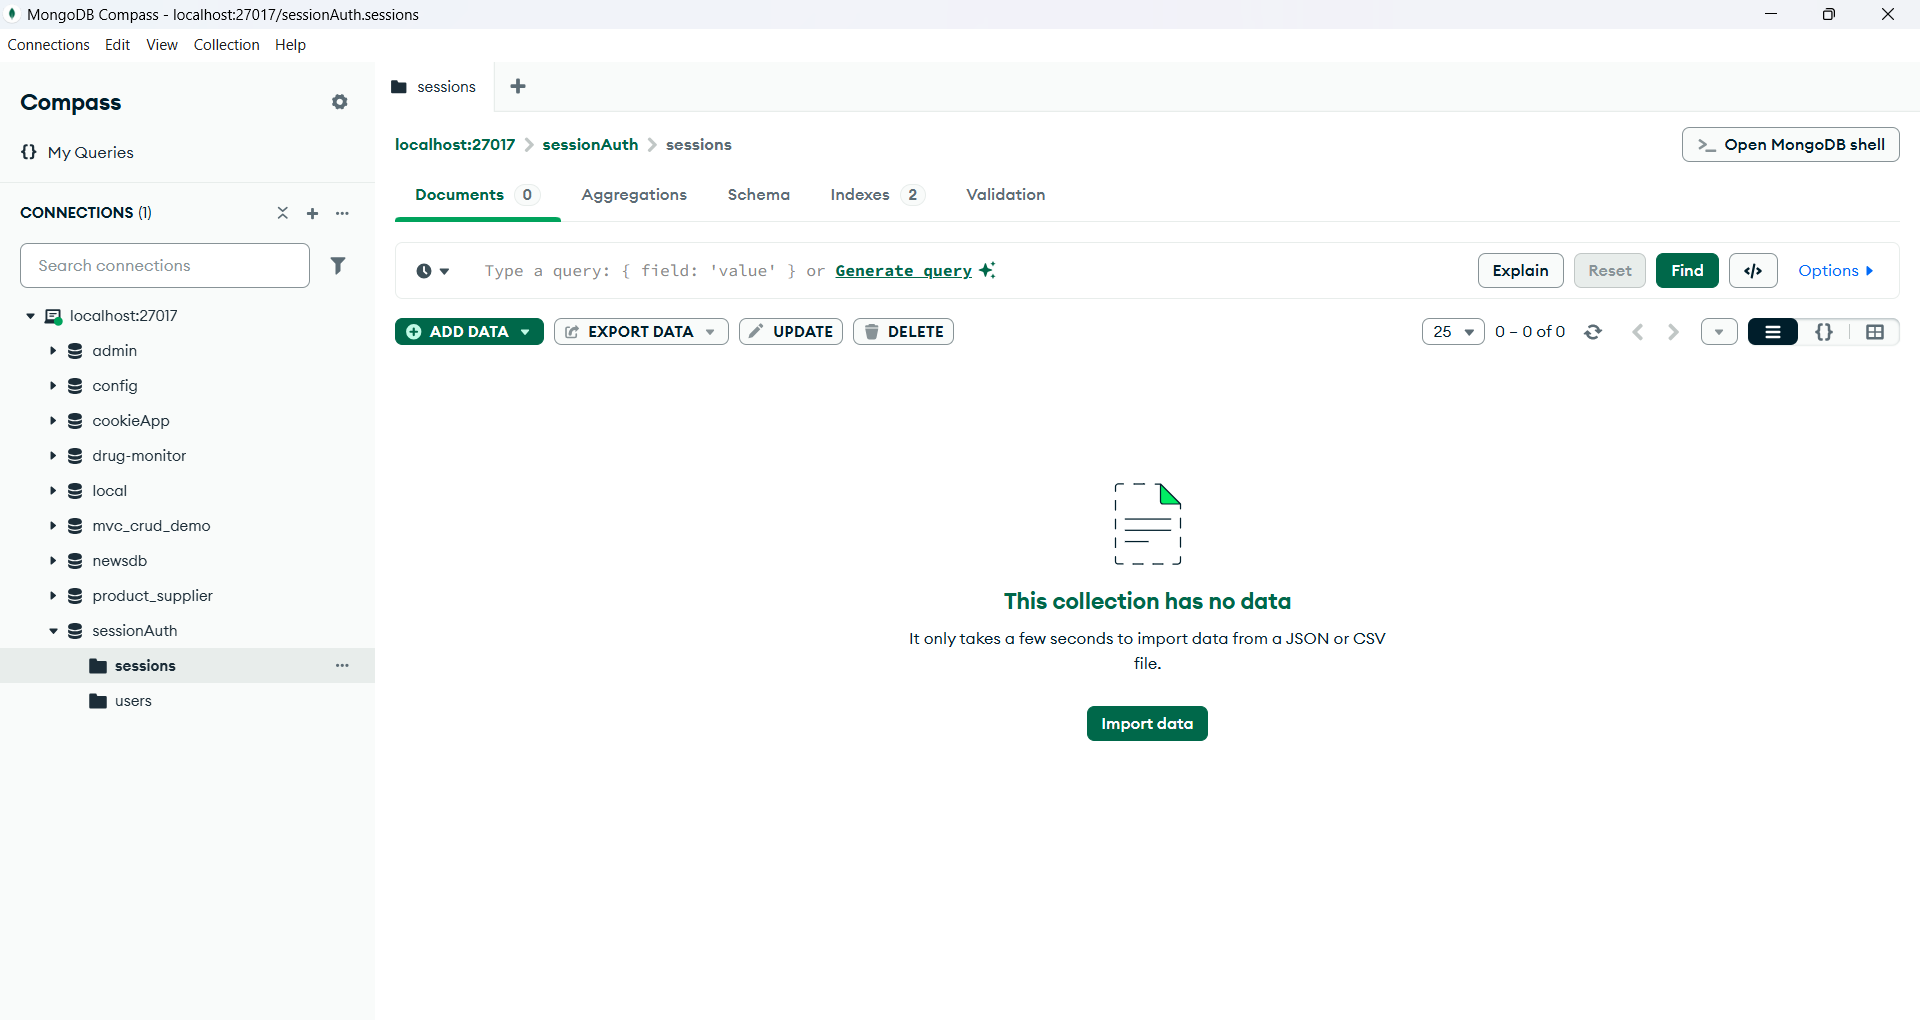 MongoDB Compass - localhost:27017/sessionAuth.sessions
Connections Edit View Collection Help
Compass
{} My Queries
CONNECTIONS (1)
Search connections
localhost:27017
admin
config
cookieApp
drug-monitor
local
mvc_crud_demo
newsdb
product_supplier
sessionAuth
sessions
users
sessions
localhost:27017 > sessionAuth > sessions
>_ Open MongoDB shell
Documents 0 Aggregations Schema Indexes 2 Validation
Type a query: { field: 'value' } or Generate query
Explain Reset Find </> Options
ADD DATA EXPORT DATA UPDATE DELETE
25 0 – 0 of 0 {}
This collection has no data
It only takes a few seconds to import data from a JSON or CSV
file.
Import data